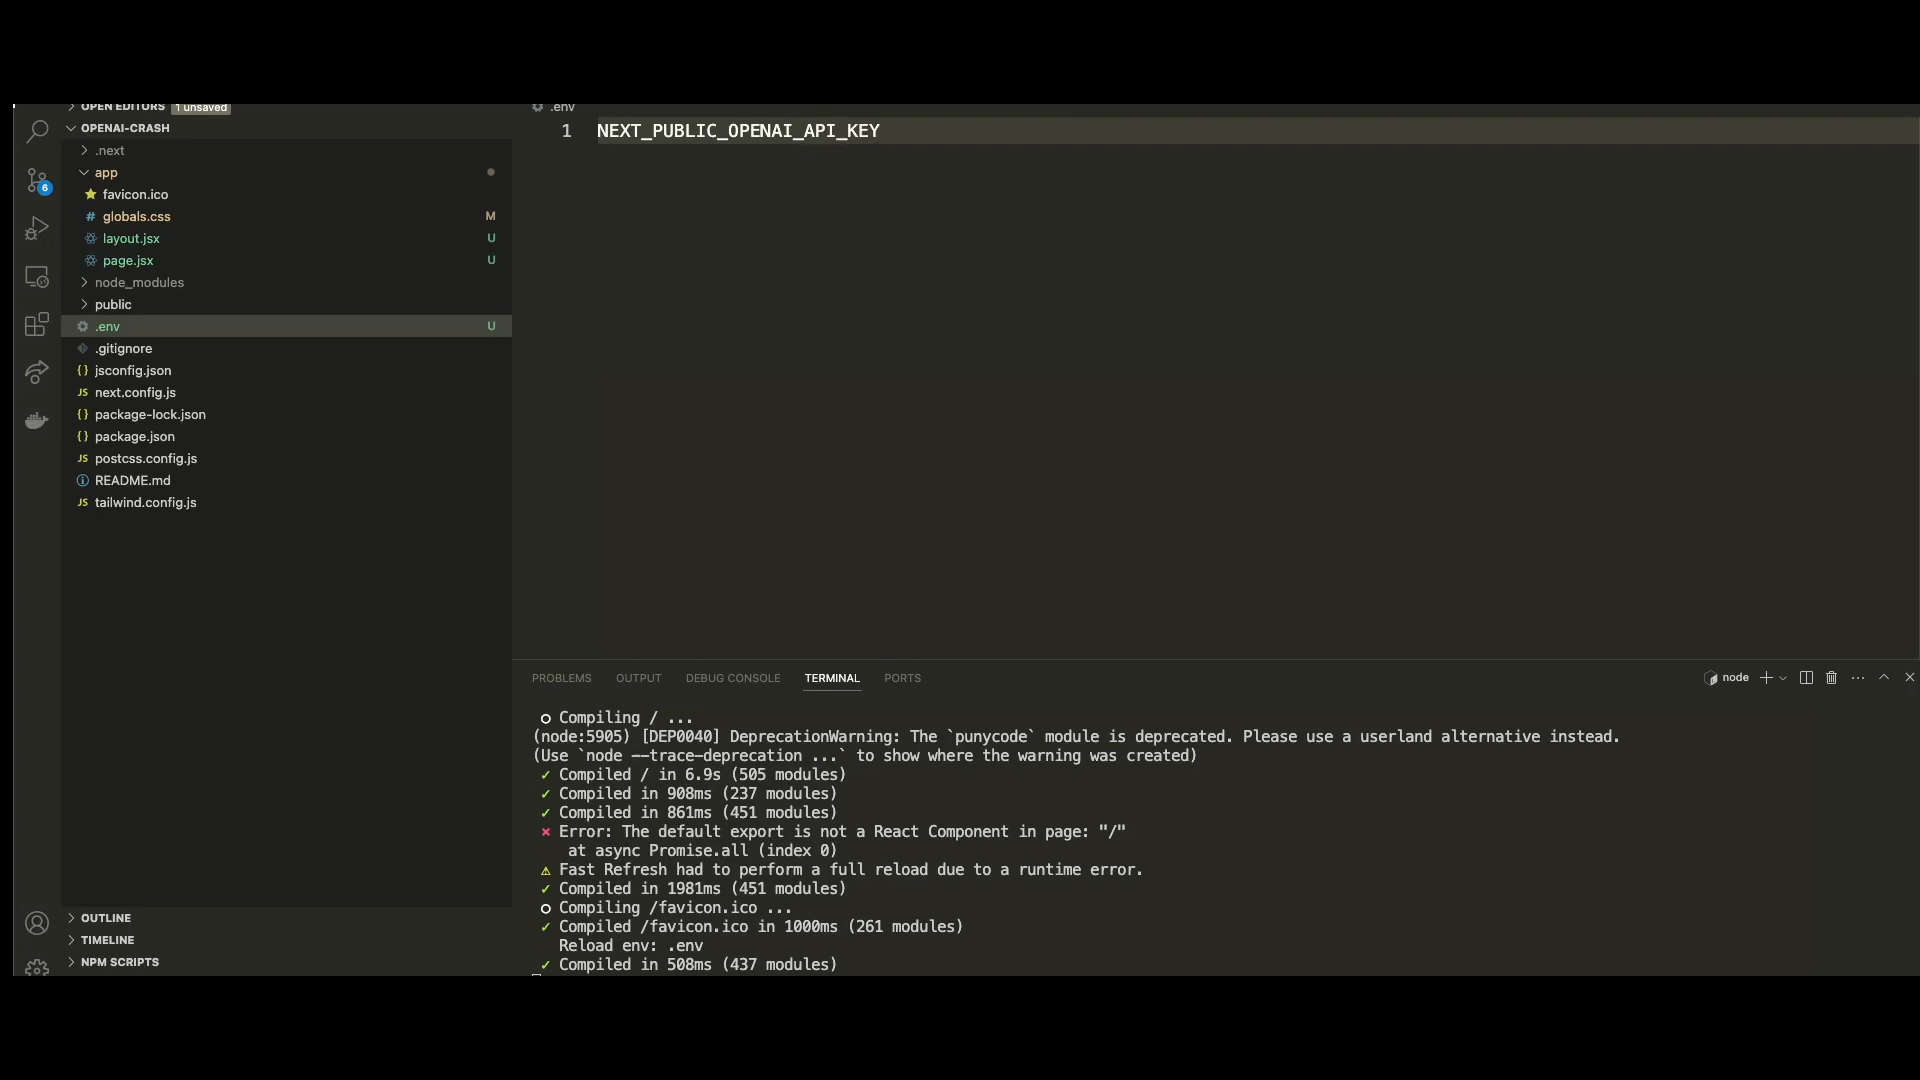 OPEN EDITORS 1 unsaved
OPENAI-CRASH
.next
app
favicon.ico
globals.css M
layout.jsx U
page.jsx U
node_modules
public
.env U
.gitignore
{} jsconfig.json
JS next.config.js
{} package-lock.json
{} package.json
JS postcss.config.js
README.md
JS tailwind.config.js
6
OUTLINE
TIMELINE
NPM SCRIPTS
.env
1 NEXT_PUBLIC_OPENAI_API_KEY
PROBLEMS OUTPUT DEBUG CONSOLE TERMINAL PORTS node
○ Compiling / ...
(node:5905) [DEP0040] DeprecationWarning: The `punycode` module is deprecated. Please use a userland alternative instead.
(Use `node --trace-deprecation ...` to show where the warning was created)
✓ Compiled / in 6.9s (505 modules)
✓ Compiled in 908ms (237 modules)
✓ Compiled in 861ms (451 modules)
⨯ Error: The default export is not a React Component in page: "/"
at async Promise.all (index 0)
⚠ Fast Refresh had to perform a full reload due to a runtime error.
✓ Compiled in 1981ms (451 modules)
○ Compiling /favicon.ico ...
✓ Compiled /favicon.ico in 1000ms (261 modules)
Reload env: .env
✓ Compiled in 508ms (437 modules)